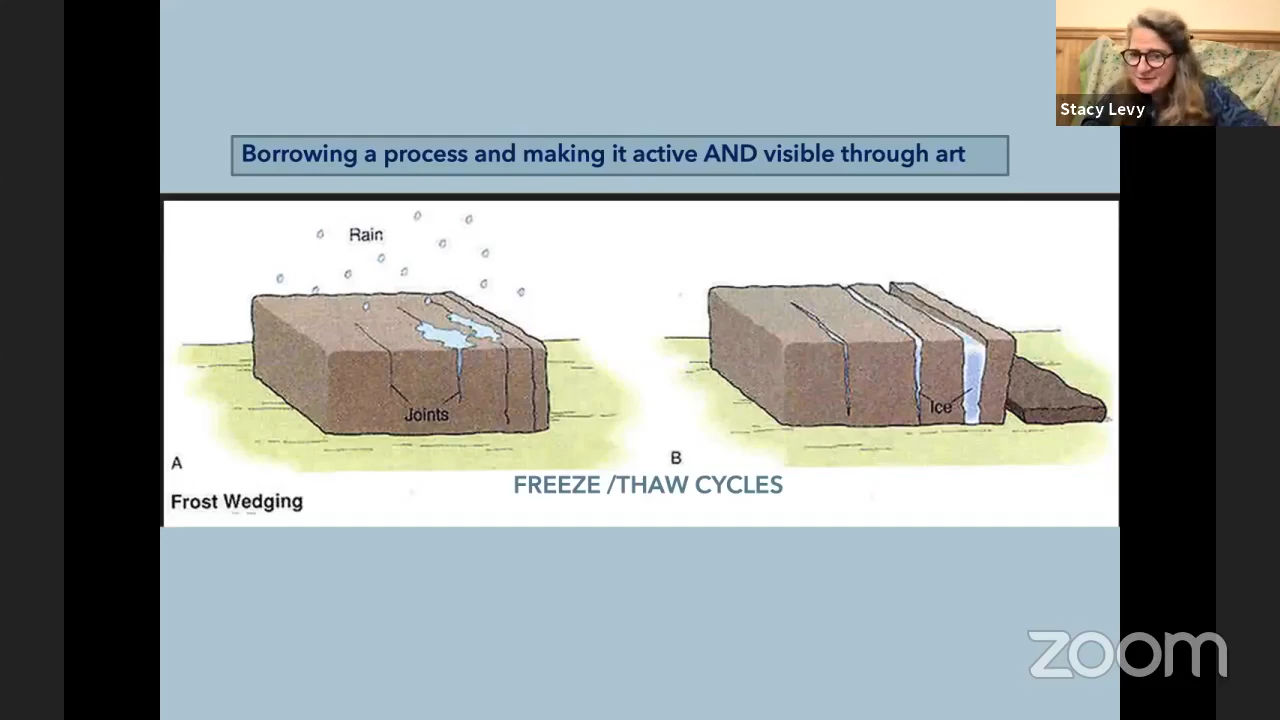 Stacy Levy
Borrowing a process and making it active AND visible through art
Rain
Joints
Ice
A
B
FREEZE /THAW CYCLES
Frost Wedging
zoom